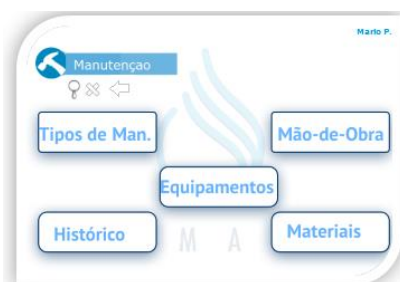 Mario P.
Manutençao
Tipos de Man.
Mão-de-Obra
Equipamentos
Histórico
Materiais
M A